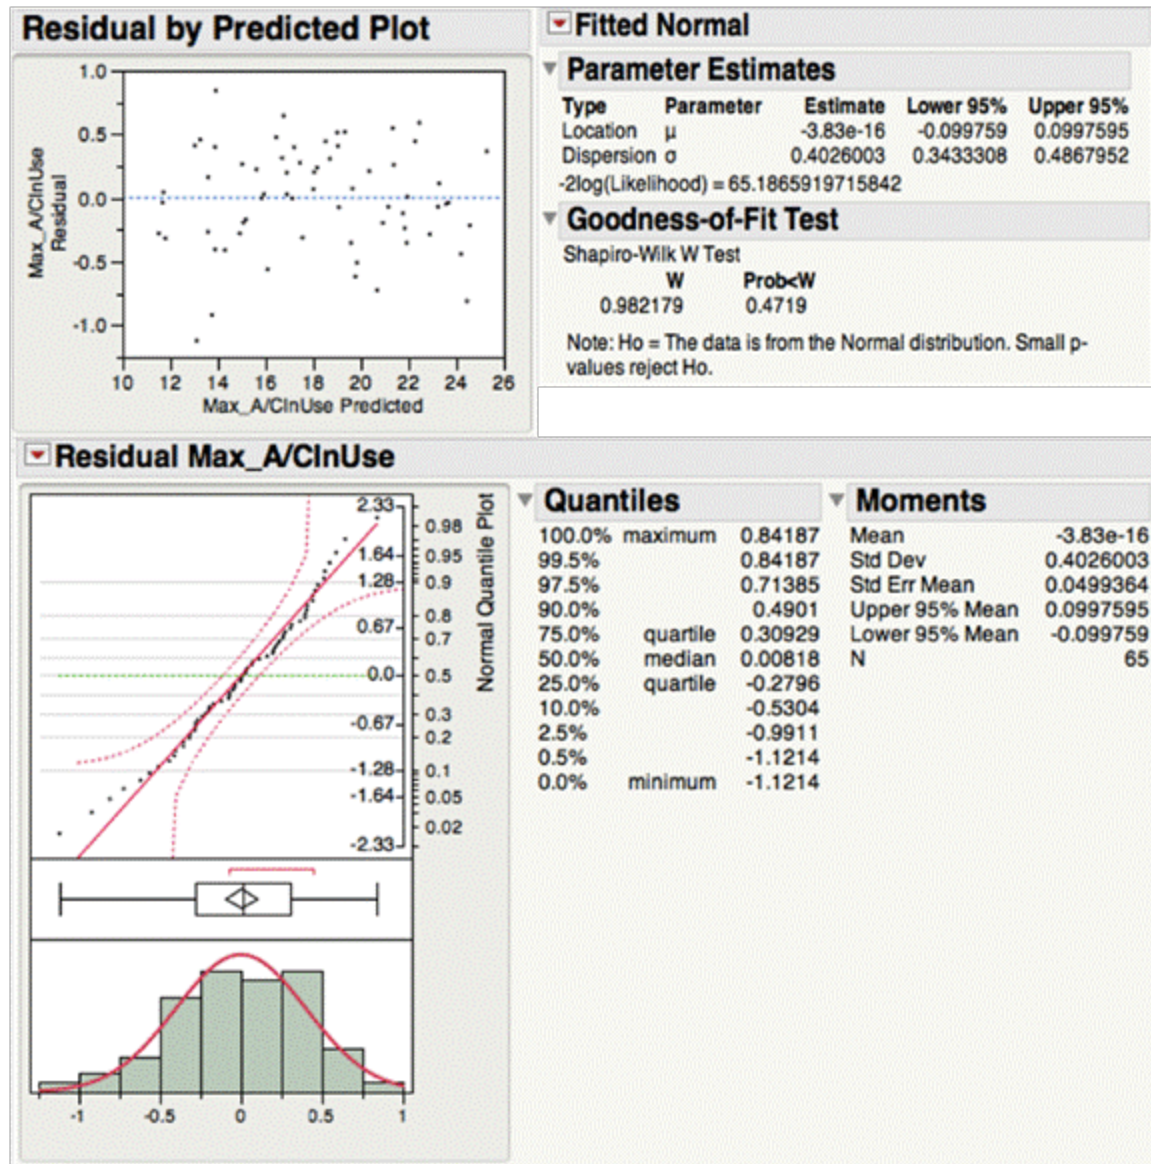 Residual by Predicted Plot
Max_A/CInUse
Residual
1.0
0.5
0.0
-0.5
-1.0
10 12 14 16 18 20 22 24 26
Max_A/CInUse Predicted
Fitted Normal
Parameter Estimates
Type Parameter Estimate Lower 95% Upper 95%
Location μ -3.83e-16 -0.099759 0.0997595
Dispersion σ 0.4026003 0.3433308 0.4867952
-2log(Likelihood) = 65.1865919715842
Goodness-of-Fit Test
Shapiro-Wilk W Test
W Prob<W
0.982179 0.4719
Note: Ho = The data is from the Normal distribution. Small p-
values reject Ho.
Residual Max_A/CInUse
2.33
1.64
1.28
0.67
0.0
-0.67
-1.28
-1.64
-2.33
0.98
0.95
0.9
0.8
0.7
0.5
0.3
0.2
0.1
0.05
0.02
Normal Quantile Plot
-1 -0.5 0 0.5 1
Quantiles
100.0% maximum 0.84187
99.5% 0.84187
97.5% 0.71385
90.0% 0.4901
75.0% quartile 0.30929
50.0% median 0.00818
25.0% quartile -0.2796
10.0% -0.5304
2.5% -0.9911
0.5% -1.1214
0.0% minimum -1.1214
Moments
Mean -3.83e-16
Std Dev 0.4026003
Std Err Mean 0.0499364
Upper 95% Mean 0.0997595
Lower 95% Mean -0.099759
N 65